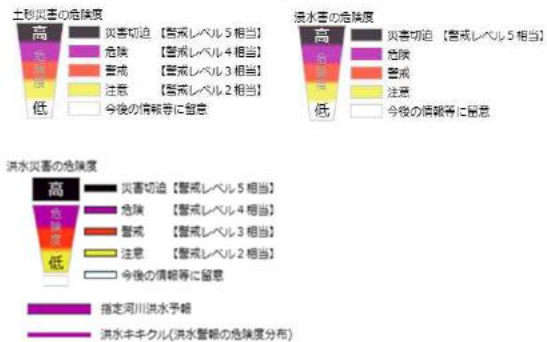 土砂災害の危険度
高
危険度
低
災害切迫 【警戒レベル5相当】
危険 【警戒レベル4相当】
警戒 【警戒レベル3相当】
注意 【警戒レベル2相当】
今後の情報等に留意
浸水害の危険度
高
危険度
低
災害切迫 【警戒レベル5相当】
危険
警戒
注意
今後の情報等に留意
洪水災害の危険度
高
危険度
低
災害切迫 【警戒レベル5相当】
危険 【警戒レベル4相当】
警戒 【警戒レベル3相当】
注意 【警戒レベル2相当】
今後の情報等に留意
指定河川洪水予報
洪水キキクル(洪水警報の危険度分布)